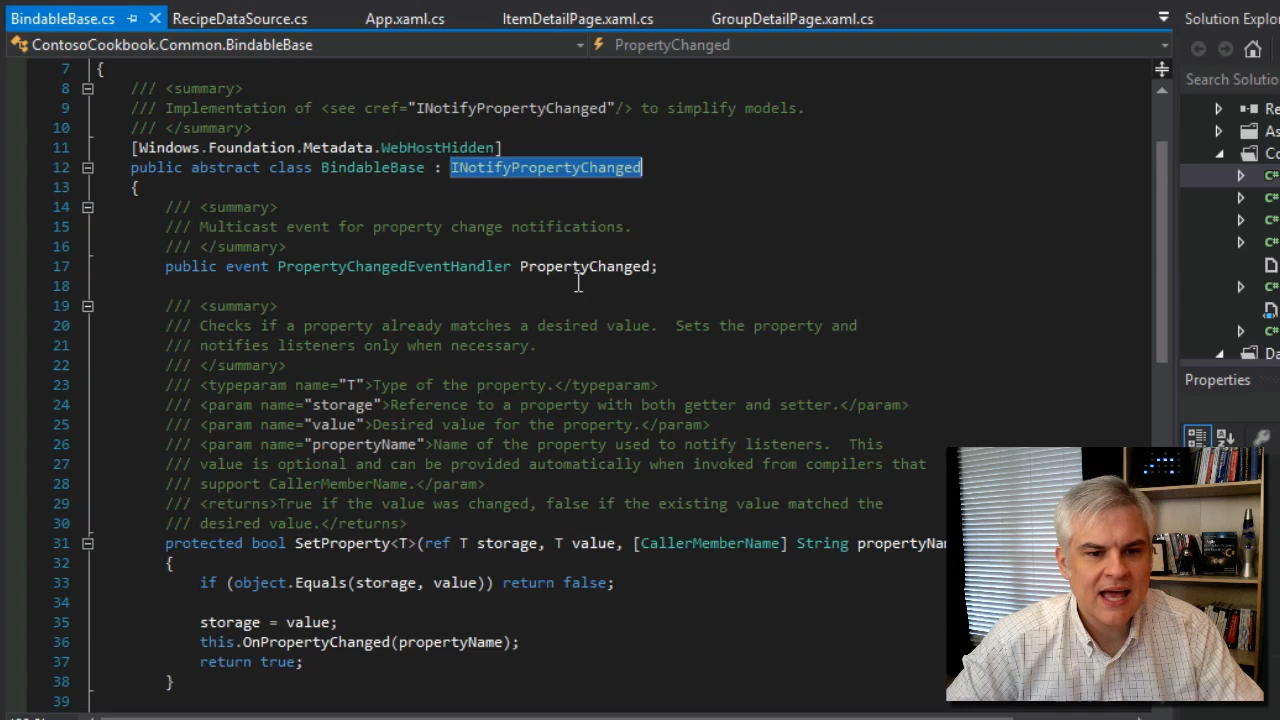 BindableBase.cs
RecipeDataSource.cs
App.xaml.cs
ItemDetailPage.xaml.cs
GroupDetailPage.xaml.cs
Solution Explor
ContosoCookbook.Common.BindableBase
PropertyChanged
Search Solutio
7 {
8 /// <summary>
9 /// Implementation of <see cref="INotifyPropertyChanged"/> to simplify models.
10 /// </summary>
11 [Windows.Foundation.Metadata.WebHostHidden]
12 public abstract class BindableBase : INotifyPropertyChanged
13 {
14 /// <summary>
15 /// Multicast event for property change notifications.
16 /// </summary>
17 public event PropertyChangedEventHandler PropertyChanged;
18
19 /// <summary>
20 /// Checks if a property already matches a desired value.  Sets the property and
21 /// notifies listeners only when necessary.
22 /// </summary>
23 /// <typeparam name="T">Type of the property.</typeparam>
24 /// <param name="storage">Reference to a property with both getter and setter.</param>
25 /// <param name="value">Desired value for the property.</param>
26 /// <param name="propertyName">Name of the property used to notify listeners.  This
27 /// value is optional and can be provided automatically when invoked from compilers that
28 /// support CallerMemberName.</param>
29 /// <returns>True if the value was changed, false if the existing value matched the
30 /// desired value.</returns>
31 protected bool SetProperty<T>(ref T storage, T value, [CallerMemberName] String propertyNam
32 {
33 if (object.Equals(storage, value)) return false;
34
35 storage = value;
36 this.OnPropertyChanged(propertyName);
37 return true;
38 }
39
Re
As
Co
C#
C#
C#
C#
C#
C#
Da
Properties